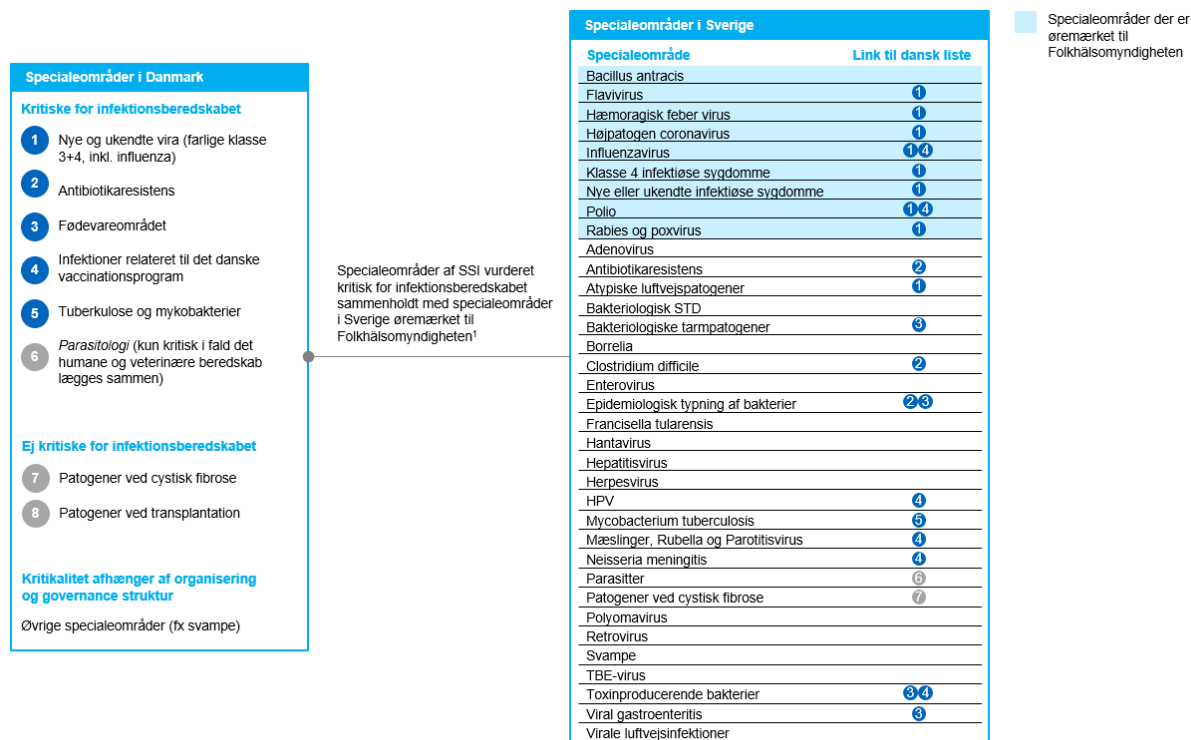 Specialeområder i Danmark
Kritiske for infektionsberedskabet
1 Nye og ukendte vira (farlige klasse
3+4, inkl. influenza)
2 Antibiotikaresistens
3 Fødevareområdet
4 Infektioner relateret til det danske
vaccinationsprogram
5 Tuberkulose og mykobakterier
6 Parasitologi (kun kritisk i fald det
humane og veterinære beredskab
lægges sammen)
Ej kritiske for infektionsberedskabet
7 Patogener ved cystisk fibrose
8 Patogener ved transplantation
Kritikalitet afhænger af organisering
og governance struktur
Øvrige specialeområder (fx svampe)
Specialeområder af SSI vurderet
kritisk for infektionsberedskabet
sammenholdt med specialeområder
i Sverige øremærket til
Folkhälsomyndigheten¹
Specialeområder i Sverige
Specialeområde Link til dansk liste
Bacillus antracis
Flavivirus 1
Hæmoragisk feber virus 1
Højpatogen coronavirus 1
Influenzavirus 1 4
Klasse 4 infektiøse sygdomme 1
Nye eller ukendte infektiøse sygdomme 1
Polio 1 4
Rabies og poxvirus 1
Adenovirus
Antibiotikaresistens 2
Atypiske luftvejspatogener 1
Bakteriologisk STD
Bakteriologiske tarmpatogener 3
Borrelia
Clostridium difficile 2
Enterovirus
Epidemiologisk typning af bakterier 2 3
Francisella tularensis
Hantavirus
Hepatitisvirus
Herpesvirus
HPV 4
Mycobacterium tuberculosis 5
Mæslinger, Rubella og Parotitisvirus 4
Neisseria meningitis 4
Parasitter 6
Patogener ved cystisk fibrose 7
Polyomavirus
Retrovirus
Svampe
TBE-virus
Toxinproducerende bakterier 3 4
Viral gastroenteritis 3
Virale luftvejsinfektioner
Specialeområder der er
øremærket til
Folkhälsomyndigheten